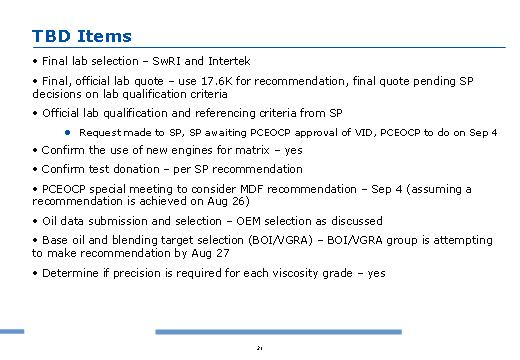 TBD Items
• Final lab selection – SwRI and Intertek
• Final, official lab quote – use 17.6K for recommendation, final quote pending SP
decisions on lab qualification criteria
• Official lab qualification and referencing criteria from SP
• Request made to SP, SP awaiting PCEOCP approval of VID, PCEOCP to do on Sep 4
• Confirm the use of new engines for matrix – yes
• Confirm test donation – per SP recommendation
• PCEOCP special meeting to consider MDF recommendation – Sep 4 (assuming a
recommendation is achieved on Aug 26)
• Oil data submission and selection – OEM selection as discussed
• Base oil and blending target selection (BOI/VGRA) – BOI/VGRA group is attempting
to make recommendation by Aug 27
• Determine if precision is required for each viscosity grade – yes
21